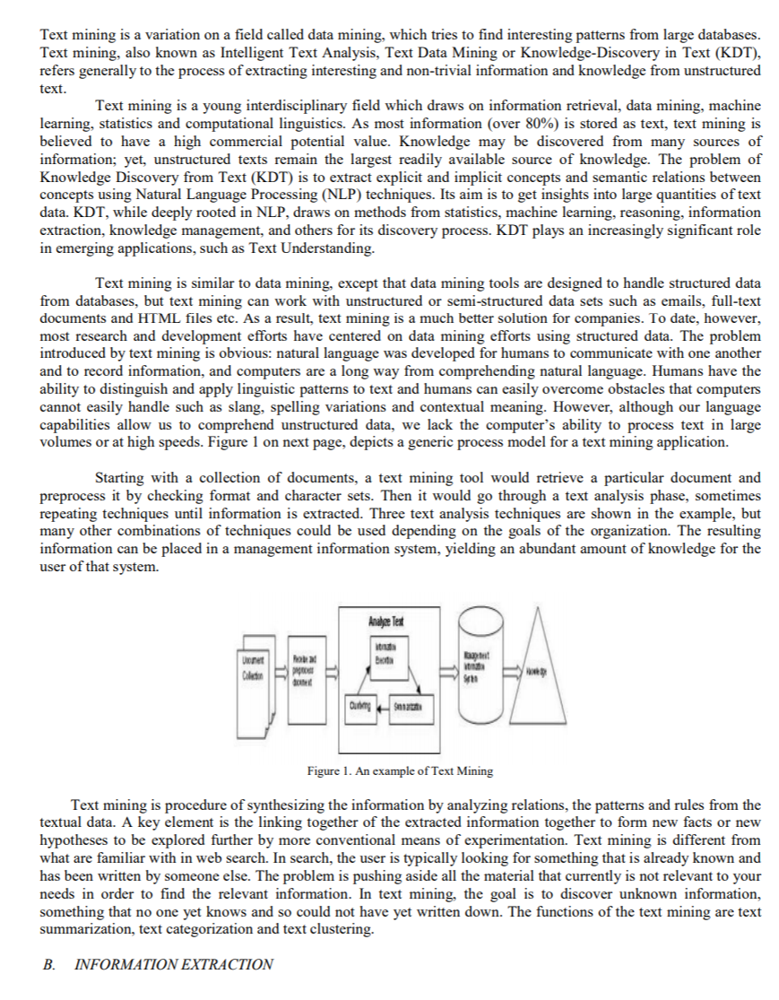 Text mining is a variation on a field called data mining, which tries to find interesting patterns from large databases.
Text mining, also known as Intelligent Text Analysis, Text Data Mining or Knowledge-Discovery in Text (KDT),
refers generally to the process of extracting interesting and non-trivial information and knowledge from unstructured
text.
Text mining is a young interdisciplinary field which draws on information retrieval, data mining, machine
learning, statistics and computational linguistics. As most information (over 80%) is stored as text, text mining is
believed to have a high commercial potential value. Knowledge may be discovered from many sources of
information; yet, unstructured texts remain the largest readily available source of knowledge. The problem of
Knowledge Discovery from Text (KDT) is to extract explicit and implicit concepts and semantic relations between
concepts using Natural Language Processing (NLP) techniques. Its aim is to get insights into large quantities of text
data. KDT, while deeply rooted in NLP, draws on methods from statistics, machine learning, reasoning, information
extraction, knowledge management, and others for its discovery process. KDT plays an increasingly significant role
in emerging applications, such as Text Understanding.
Text mining is similar to data mining, except that data mining tools are designed to handle structured data
from databases, but text mining can work with unstructured or semi-structured data sets such as emails, full-text
documents and HTML files etc. As a result, text mining is a much better solution for companies. To date, however,
most research and development efforts have centered on data mining efforts using structured data. The problem
introduced by text mining is obvious: natural language was developed for humans to communicate with one another
and to record information, and computers are a long way from comprehending natural language. Humans have the
ability to distinguish and apply linguistic patterns to text and humans can easily overcome obstacles that computers
cannot easily handle such as slang, spelling variations and contextual meaning. However, although our language
capabilities allow us to comprehend unstructured data, we lack the computer's ability to process text in large
volumes or at high speeds. Figure 1 on next page, depicts a generic process model for a text mining application.
Starting with a collection of documents, a text mining tool would retrieve a particular document and
preprocess it by checking format and character sets. Then it would go through a text analysis phase, sometimes
repeating techniques until information is extracted. Three text analysis techniques are shown in the example, but
many other combinations of techniques could be used depending on the goals of the organization. The resulting
information can be placed in a management information system, yielding an abundant amount of knowledge for the
user of that system.
Document
Collection
Retrieve and
preprocess
document
Analyze Text
Information
Extraction
Clustering
Summarization
Management
Information
System
Knowledge
Figure 1. An example of Text Mining
Text mining is procedure of synthesizing the information by analyzing relations, the patterns and rules from the
textual data. A key element is the linking together of the extracted information together to form new facts or new
hypotheses to be explored further by more conventional means of experimentation. Text mining is different from
what are familiar with in web search. In search, the user is typically looking for something that is already known and
has been written by someone else. The problem is pushing aside all the material that currently is not relevant to your
needs in order to find the relevant information. In text mining, the goal is to discover unknown information,
something that no one yet knows and so could not have yet written down. The functions of the text mining are text
summarization, text categorization and text clustering.
B. INFORMATION EXTRACTION